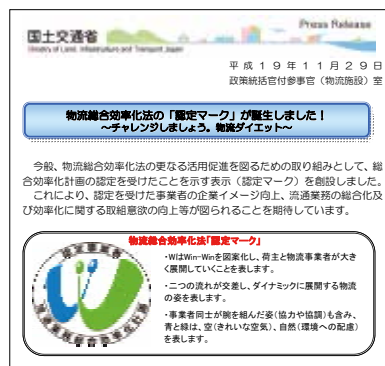 Press Release
国土交通省
Ministry of Land, Infrastructure and Transport Japan
平成19年11月29日
政策統括官付参事官（物流施設）室
物流総合効率化法の「認定マーク」が誕生しました！
～チャレンジしましょう。物流ダイエット～
今般、物流総合効率化法の更なる活用促進を図るための取り組みとして、総
合効率化計画の認定を受けたことを示す表示（認定マーク）を創設しました。
これにより、認定を受けた事業者の企業イメージ向上、流通業務の総合化及
び効率化に関する取組意欲の向上等が図られることを期待しています。
物流総合効率化法「認定マーク」
認定事業者
流通業務総合効率化計画
・WはWin-Winを図案化し、荷主と物流事業者が大き
く展開していくことを表します。
・二つの流れが交差し、ダイナミックに展開する物流
の姿を表します。
・事業者同士が腕を組んだ姿（協力や協調）も含み、
青と緑は、空（きれいな空気）、自然（環境への配慮）
を表します。